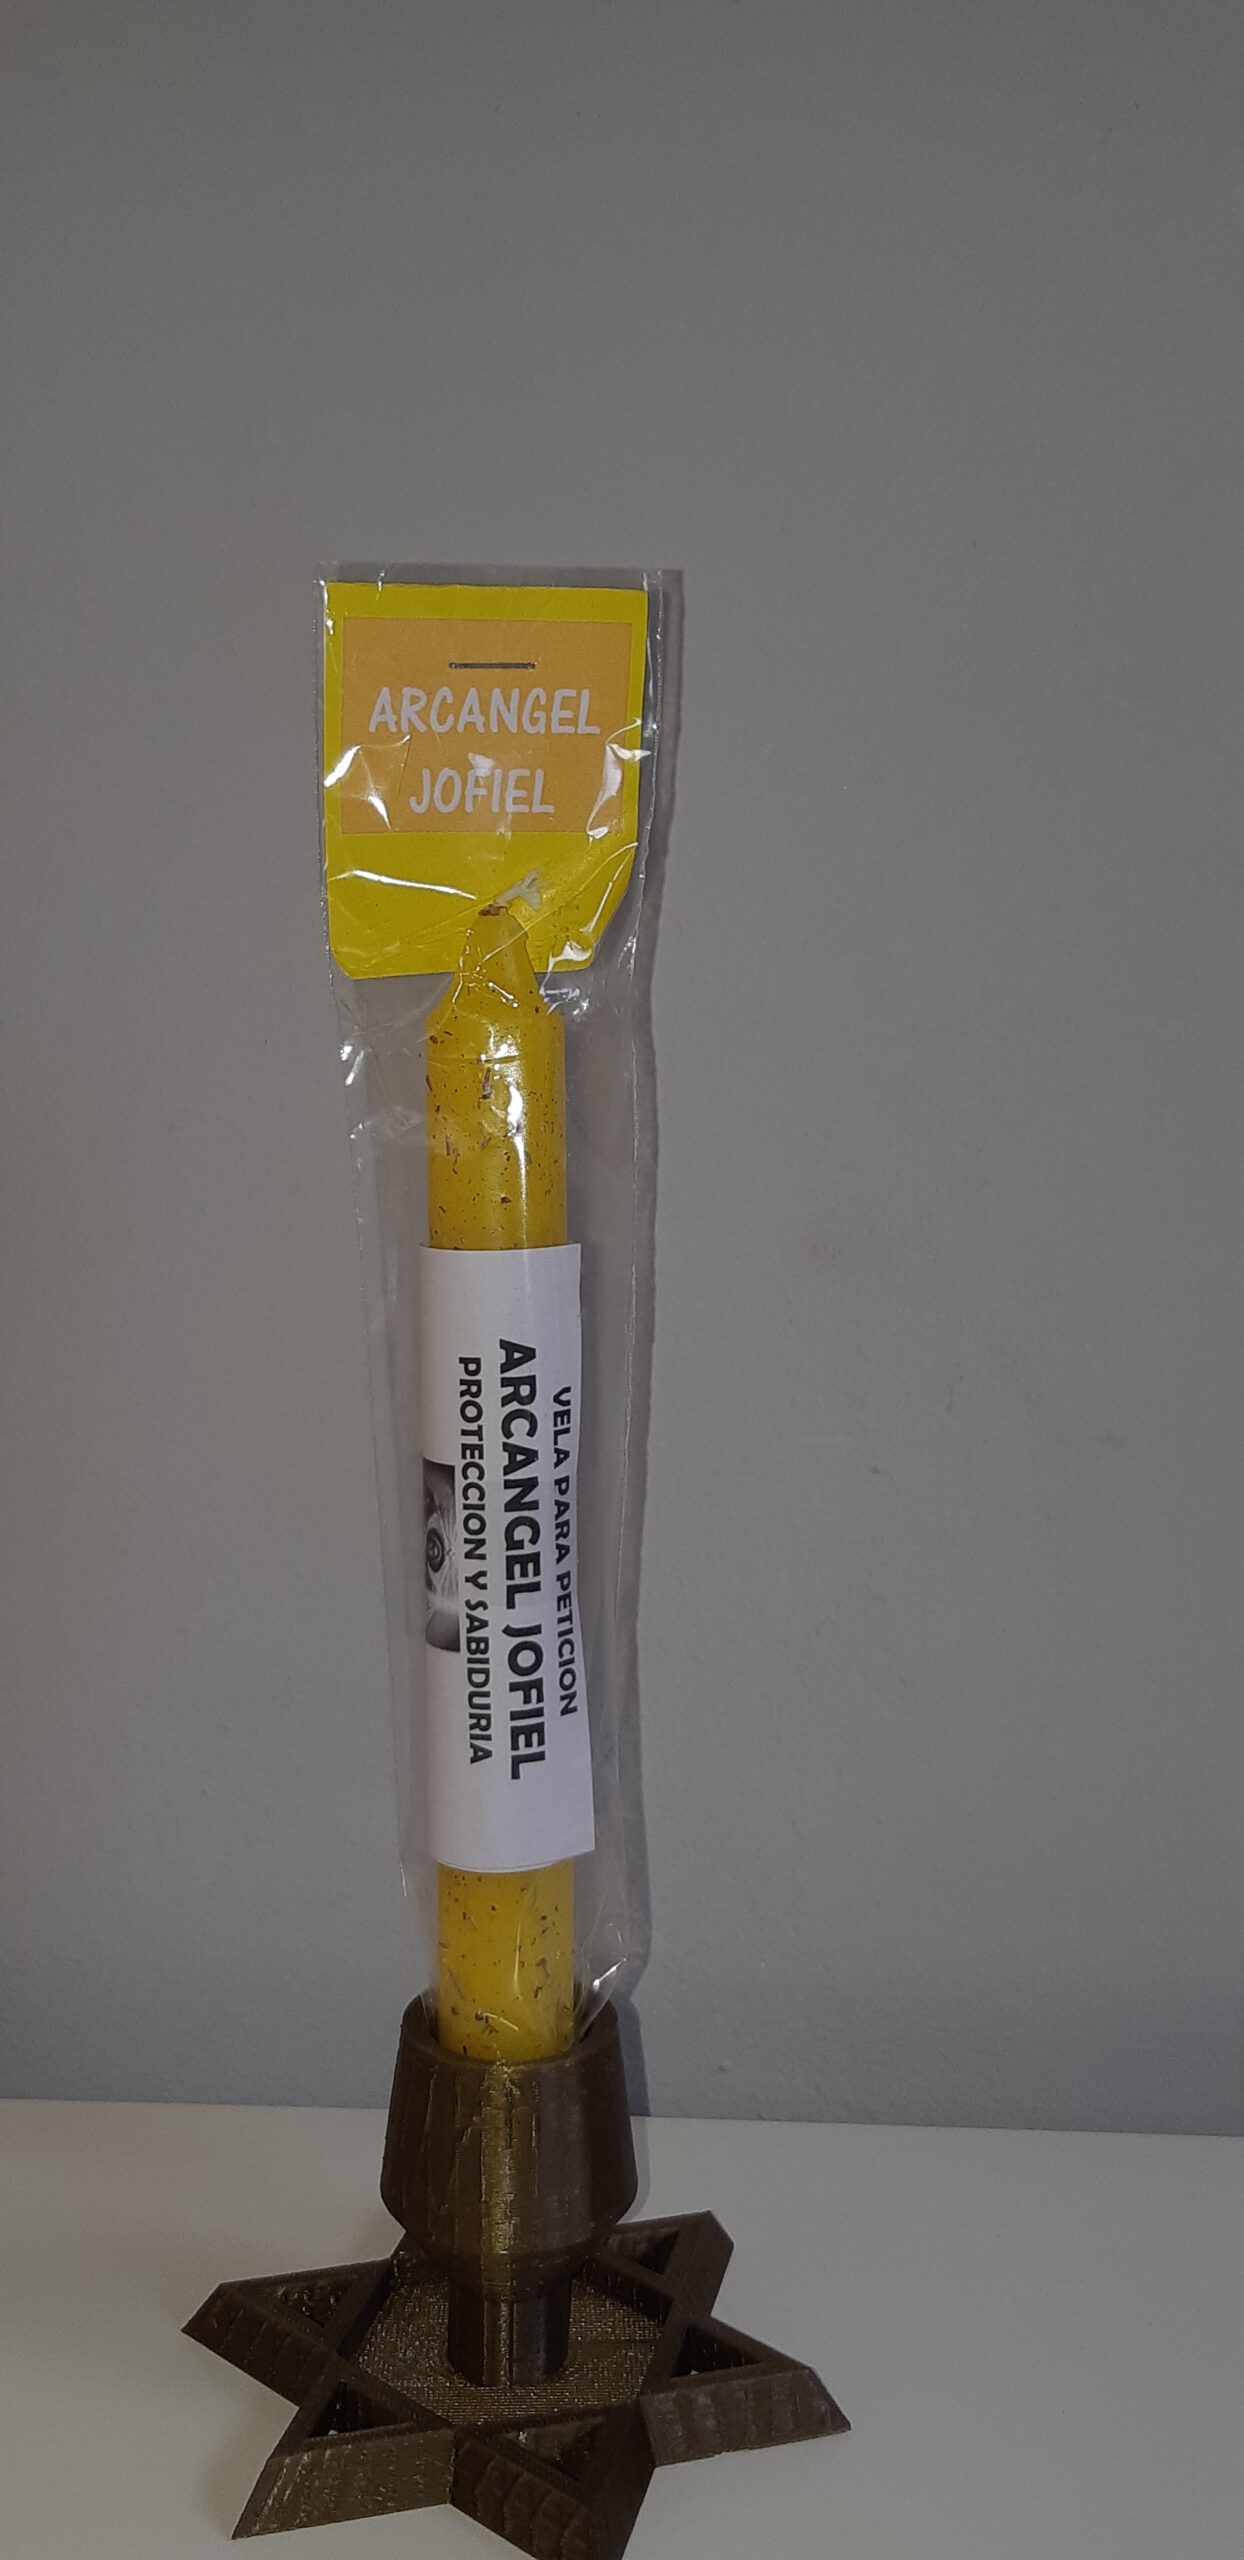 ARCANGEL
JOFIEL
VELA PARA PETICION
ARCANGEL JOFIEL
PROTECCION Y SABIDURIA